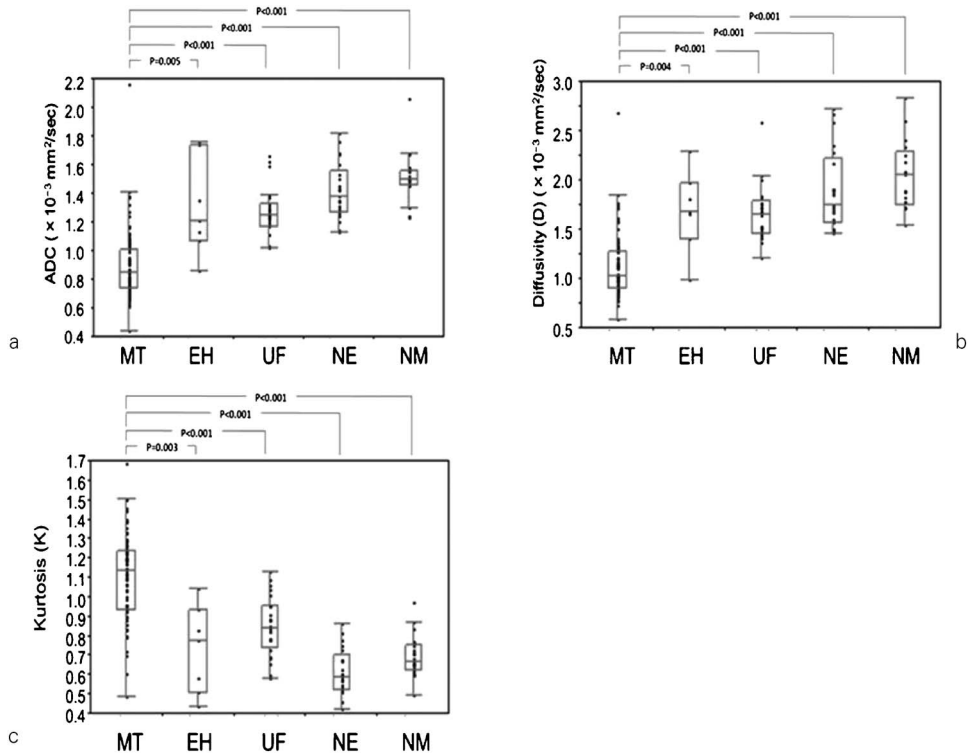 P<0.001
P<0.001
P<0.001
P=0.005
ADC ( × 10⁻³ mm²/sec)
2.2
2.0
1.8
1.6
1.4
1.2
1.0
0.8
0.6
0.4
MT EH UF NE NM
a
P<0.001
P<0.001
P<0.001
P=0.004
Diffusivity (D) ( × 10⁻³ mm²/sec)
3.0
2.5
2.0
1.5
1.0
0.5
MT EH UF NE NM
b
P<0.001
P<0.001
P<0.001
P=0.003
Kurtosis (K)
1.7
1.6
1.5
1.4
1.3
1.2
1.1
1.0
0.9
0.8
0.7
0.6
0.5
0.4
MT EH UF NE NM
c